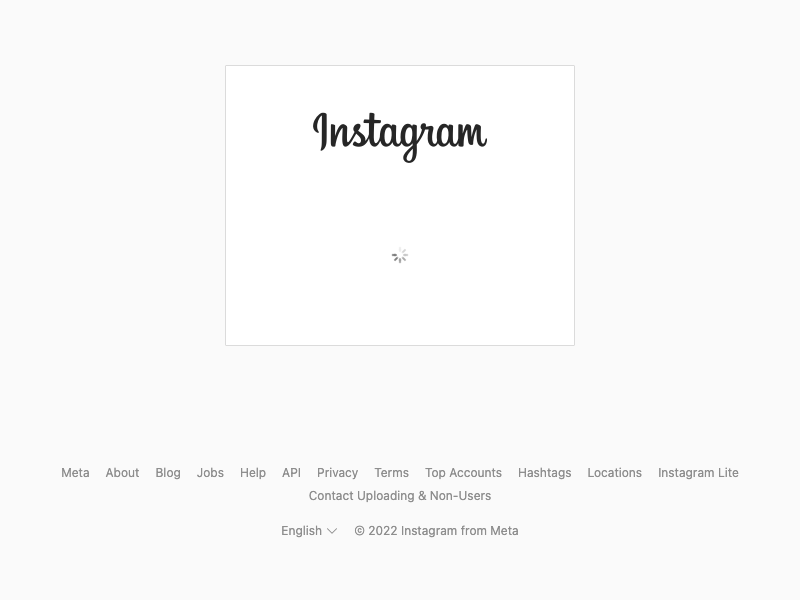 Instagram
Meta About Blog Jobs Help API Privacy Terms Top Accounts Hashtags Locations Instagram Lite
Contact Uploading & Non-Users
English © 2022 Instagram from Meta